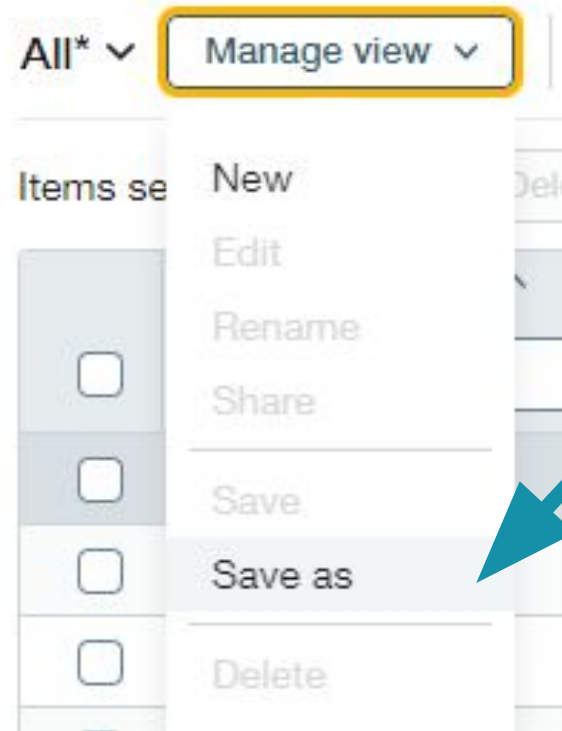 All* Manage view
Items se
New
Edit
Rename
Share
Save
Save as
Delete